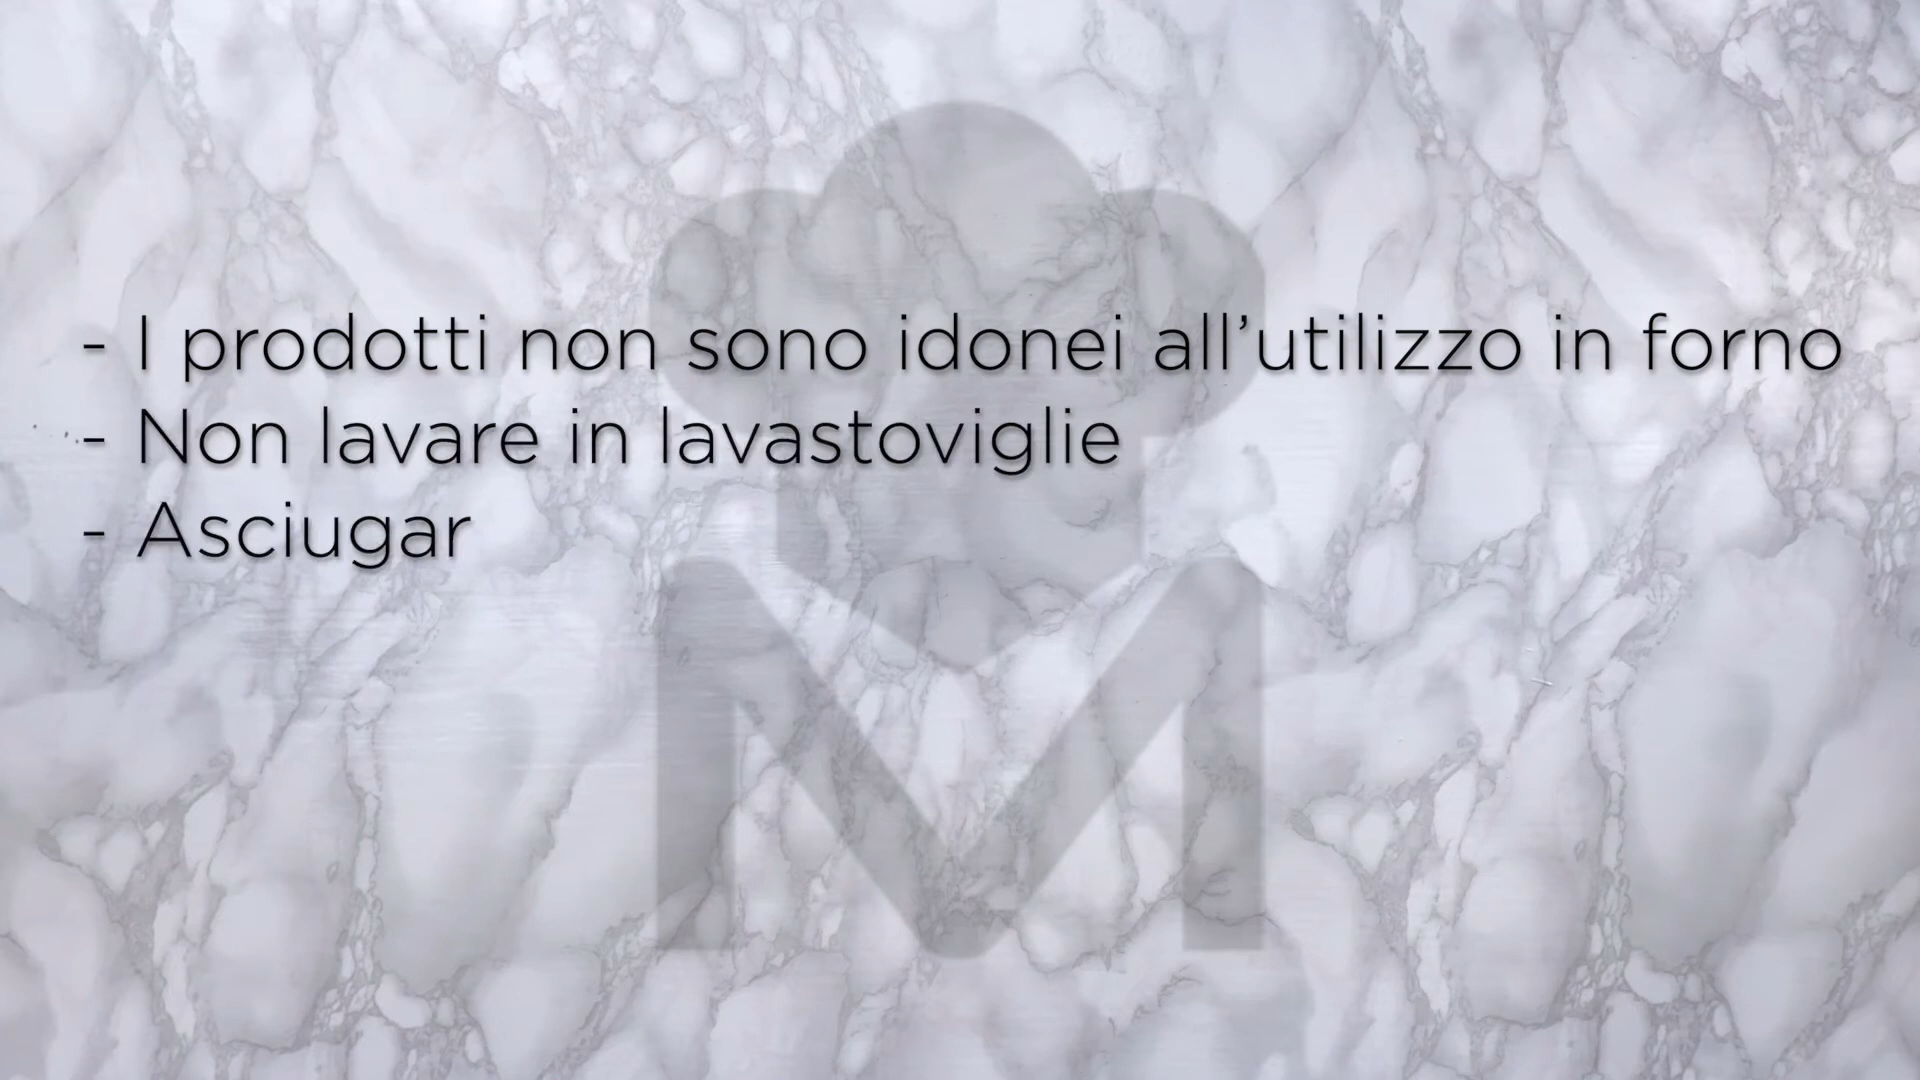 - I prodotti non sono idonei all’utilizzo in forno
- Non lavare in lavastoviglie
- Asciugar